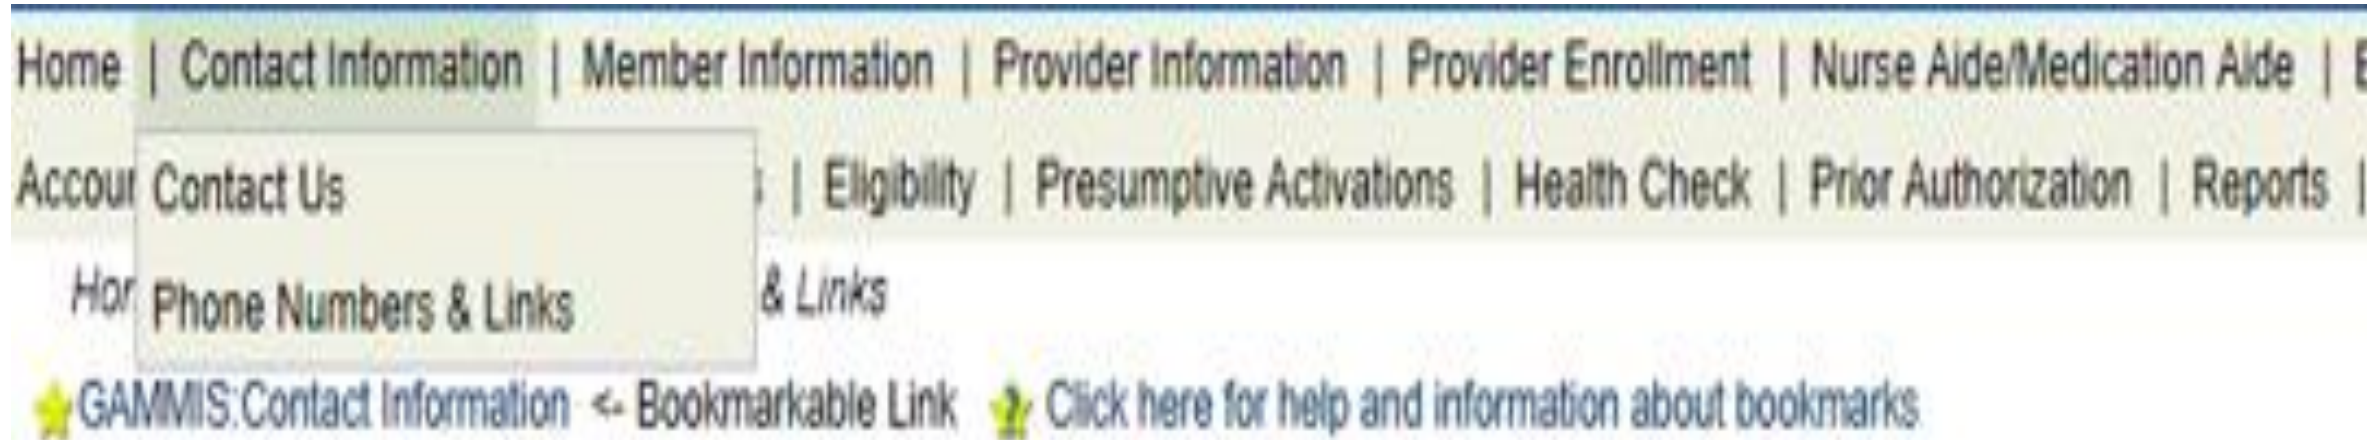 Home | Contact Information | Member Information | Provider Information | Provider Enrollment | Nurse Aide/Medication Aide |
| Eligibility | Presumptive Activations | Health Check | Prior Authorization | Reports |
Contact Us
& Links
Phone Numbers & Links
GAMMIS:Contact Information <- Bookmarkable Link ? Click here for help and information about bookmarks